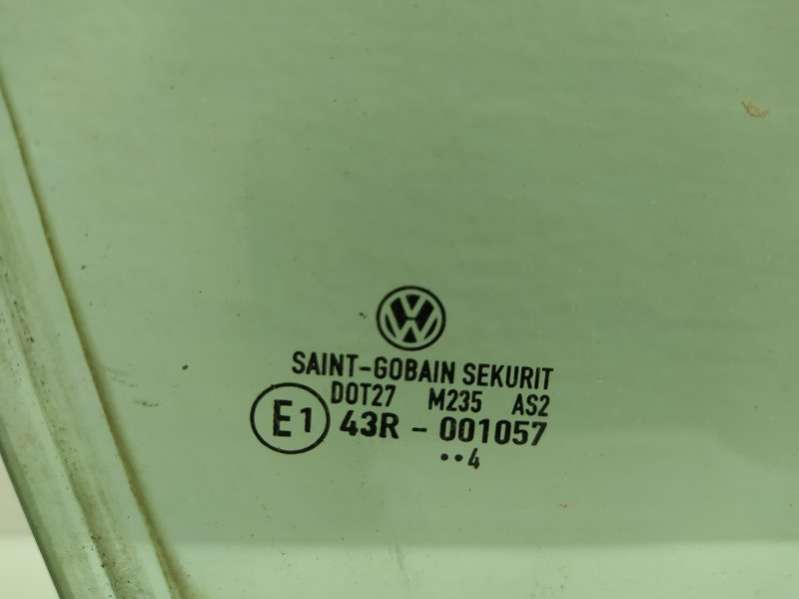 SAINT-GOBAIN SEKURIT
DOT27 M235 AS2
E1 43R - 001057
••4